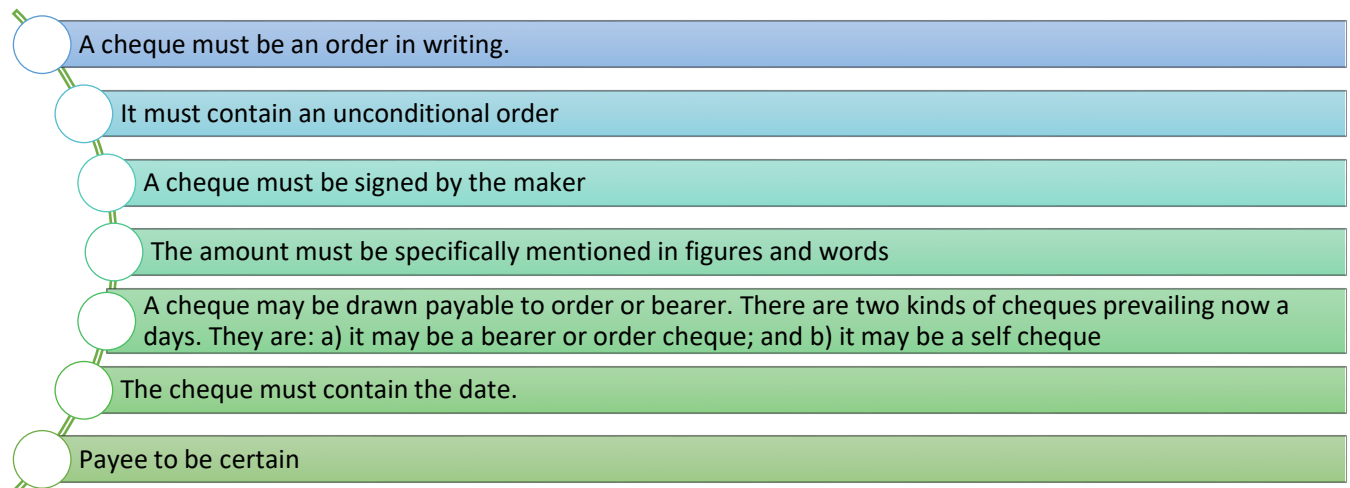 A cheque must be an order in writing.
It must contain an unconditional order
A cheque must be signed by the maker
The amount must be specifically mentioned in figures and words
A cheque may be drawn payable to order or bearer. There are two kinds of cheques prevailing now a
days. They are: a) it may be a bearer or order cheque; and b) it may be a self cheque
The cheque must contain the date.
Payee to be certain